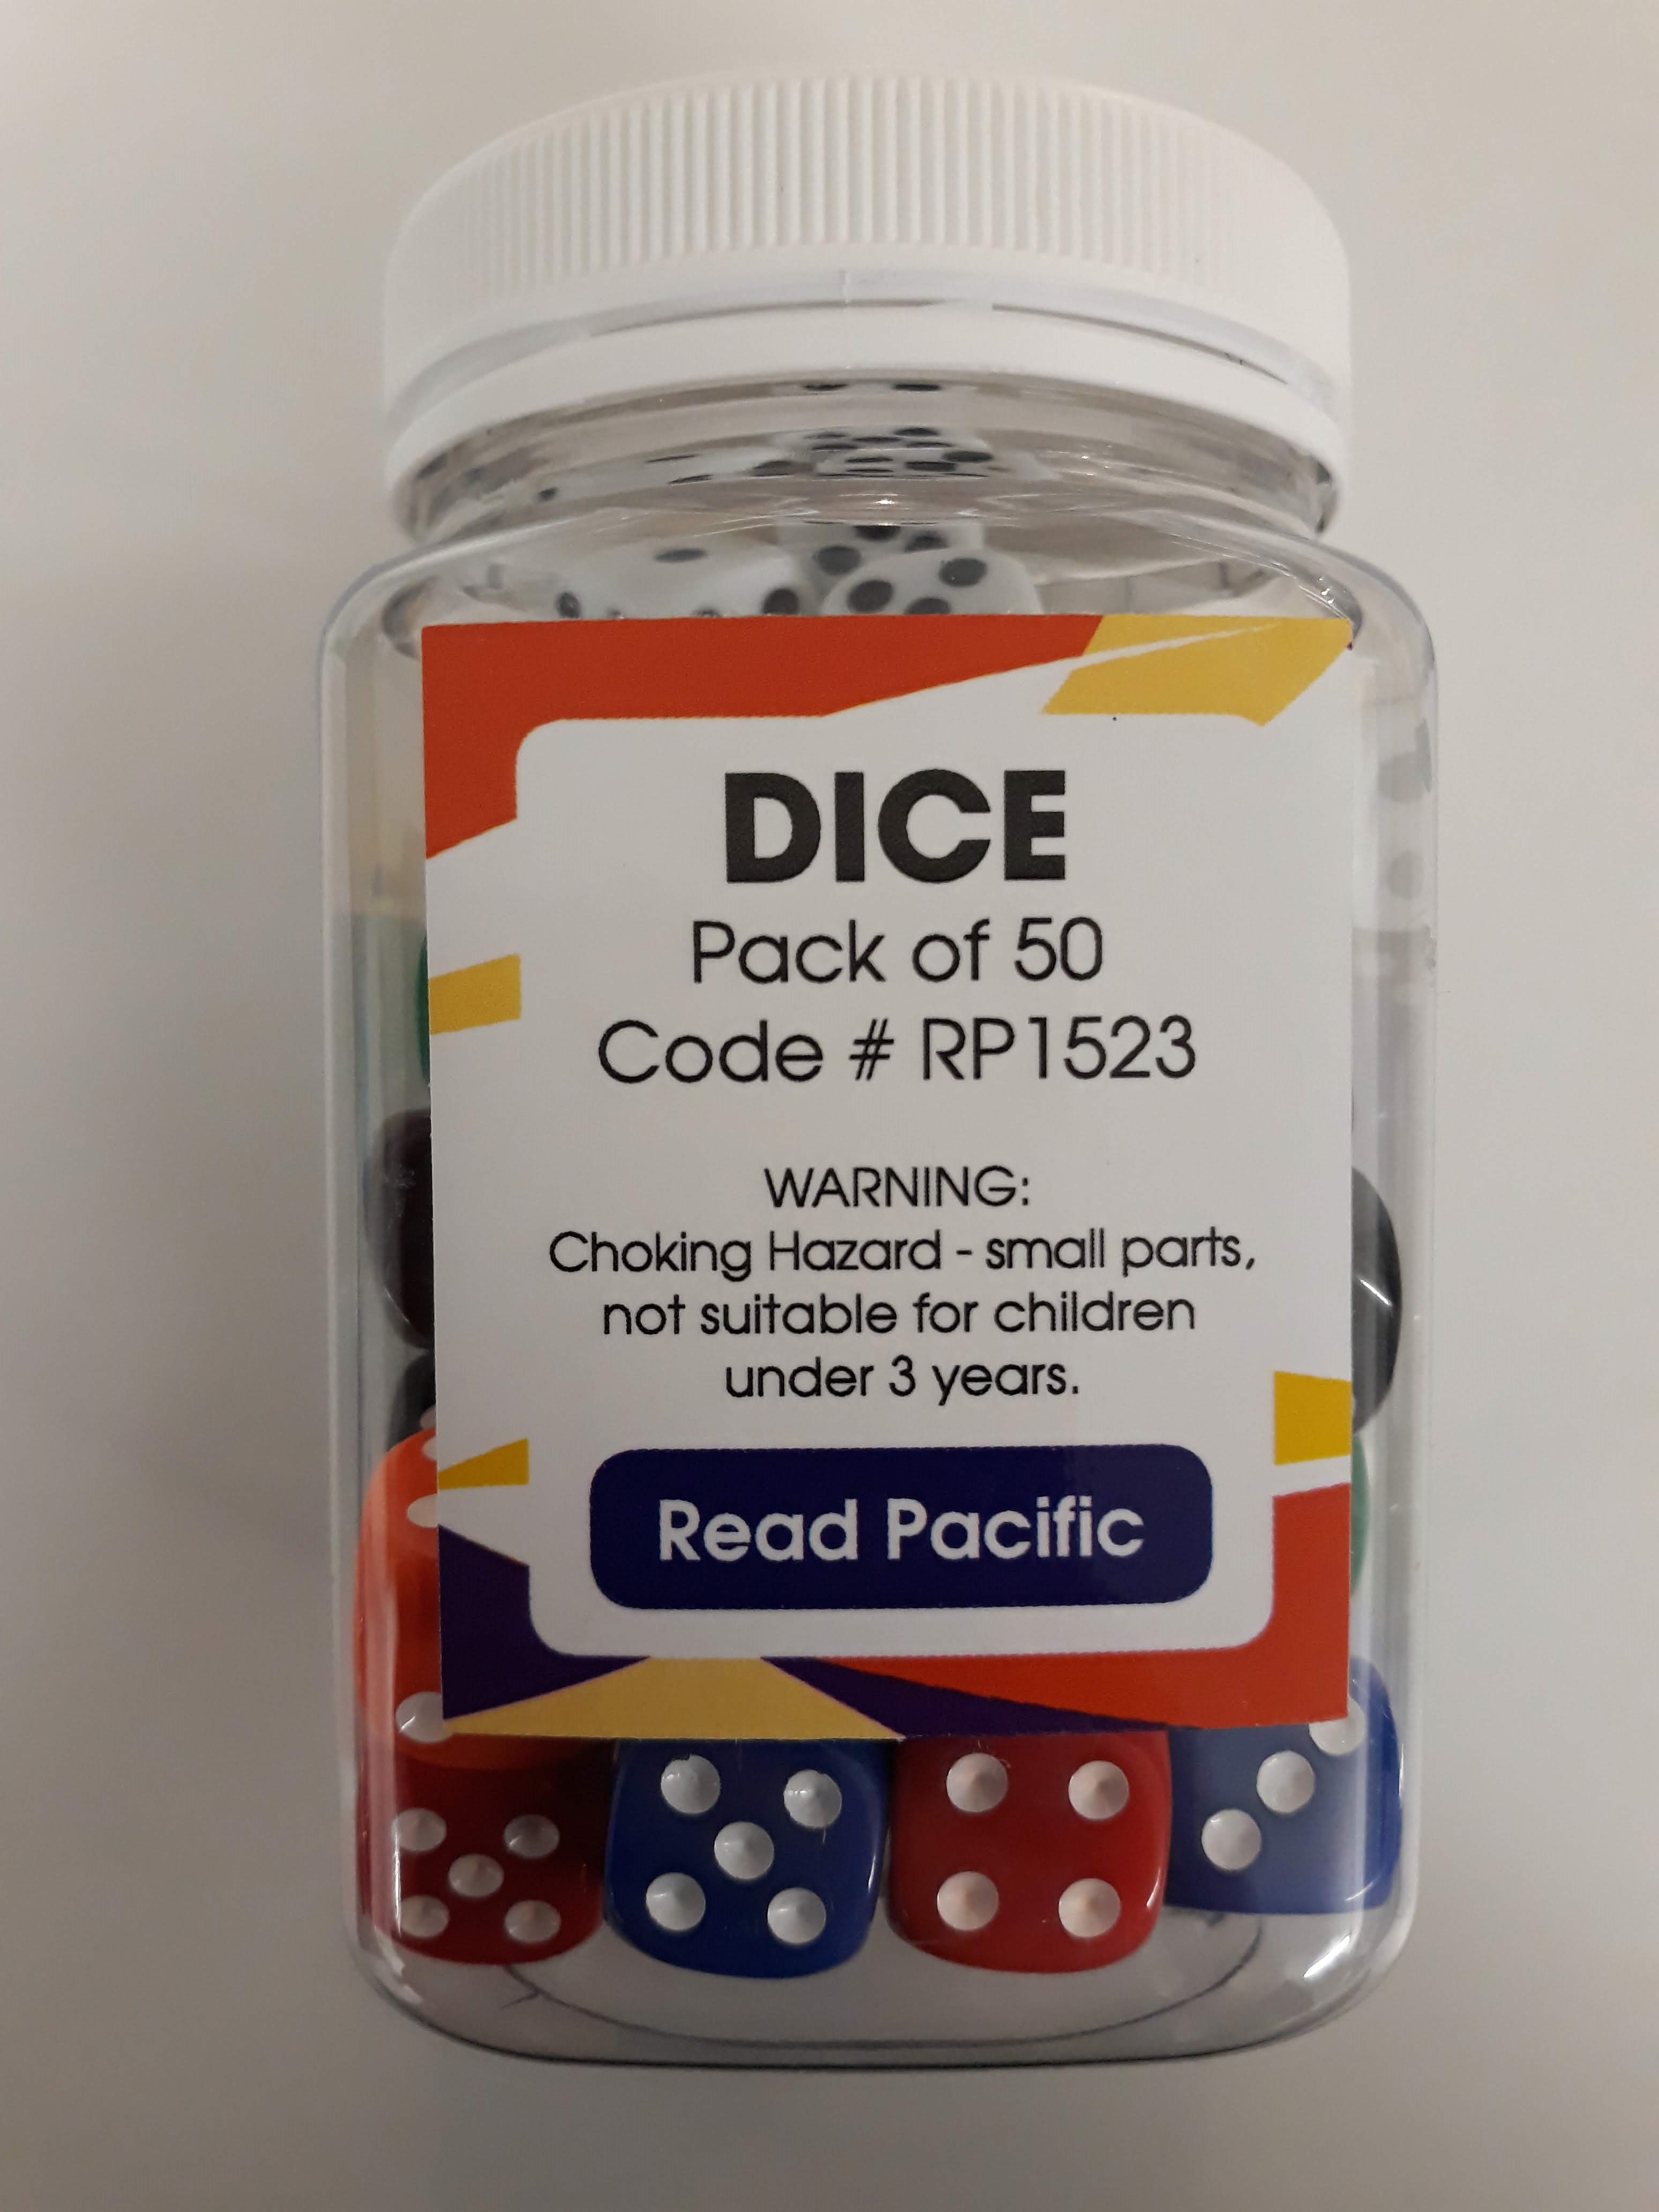 DICE
Pack of 50
Code # RP1523
WARNING:
Choking Hazard - small parts,
not suitable for children
under 3 years.
Read Pacific